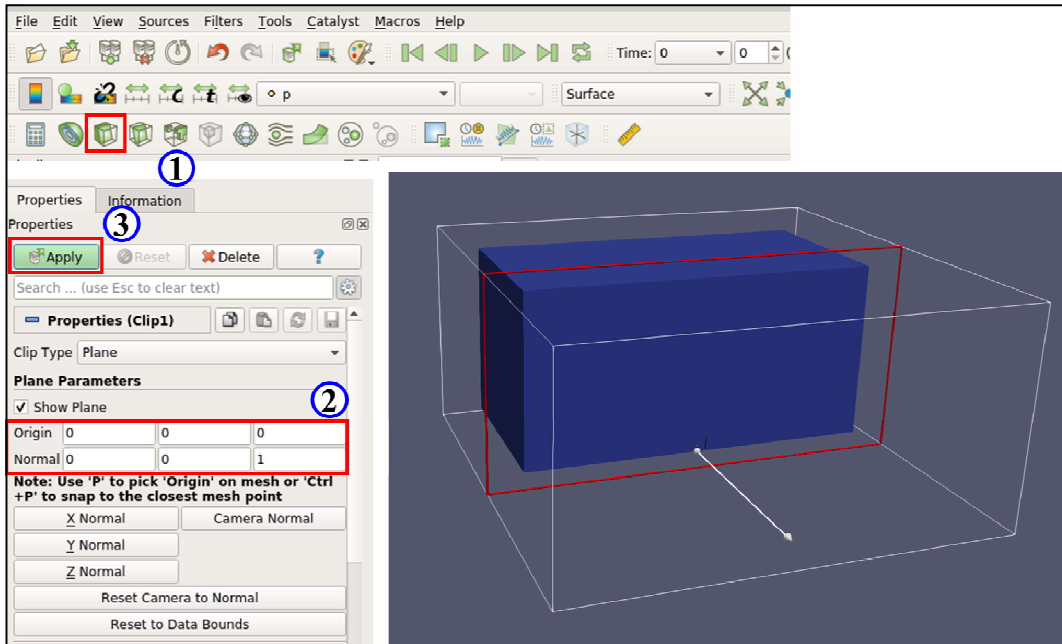 File Edit View Sources Filters Tools Catalyst Macros Help
Time: 0 0
p Surface
1
Properties Information
Properties 3
Apply Reset Delete ?
Search ... (use Esc to clear text)
Properties (Clip1)
Clip Type Plane
Plane Parameters
Show Plane 2
Origin 0 0 0
Normal 0 0 1
Note: Use 'P' to pick 'Origin' on mesh or 'Ctrl
+P' to snap to the closest mesh point
X Normal Camera Normal
Y Normal
Z Normal
Reset Camera to Normal
Reset to Data Bounds